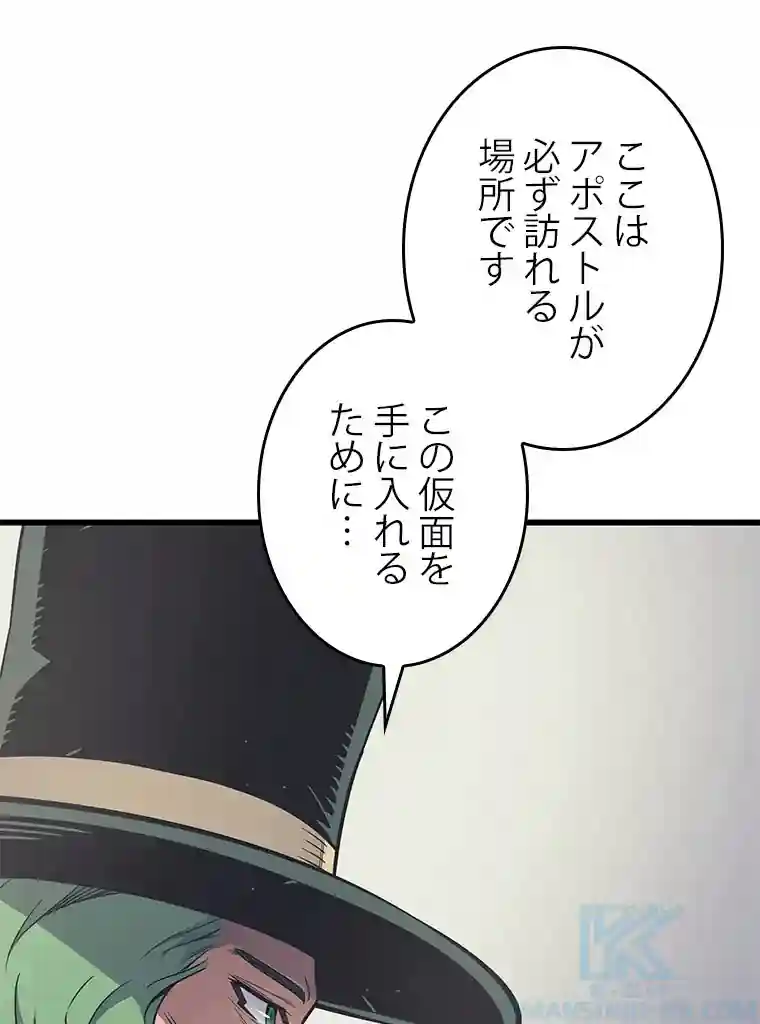 ここは
アポストルが
必ず訪れる
場所です
この仮面を
手に入れる
ために…